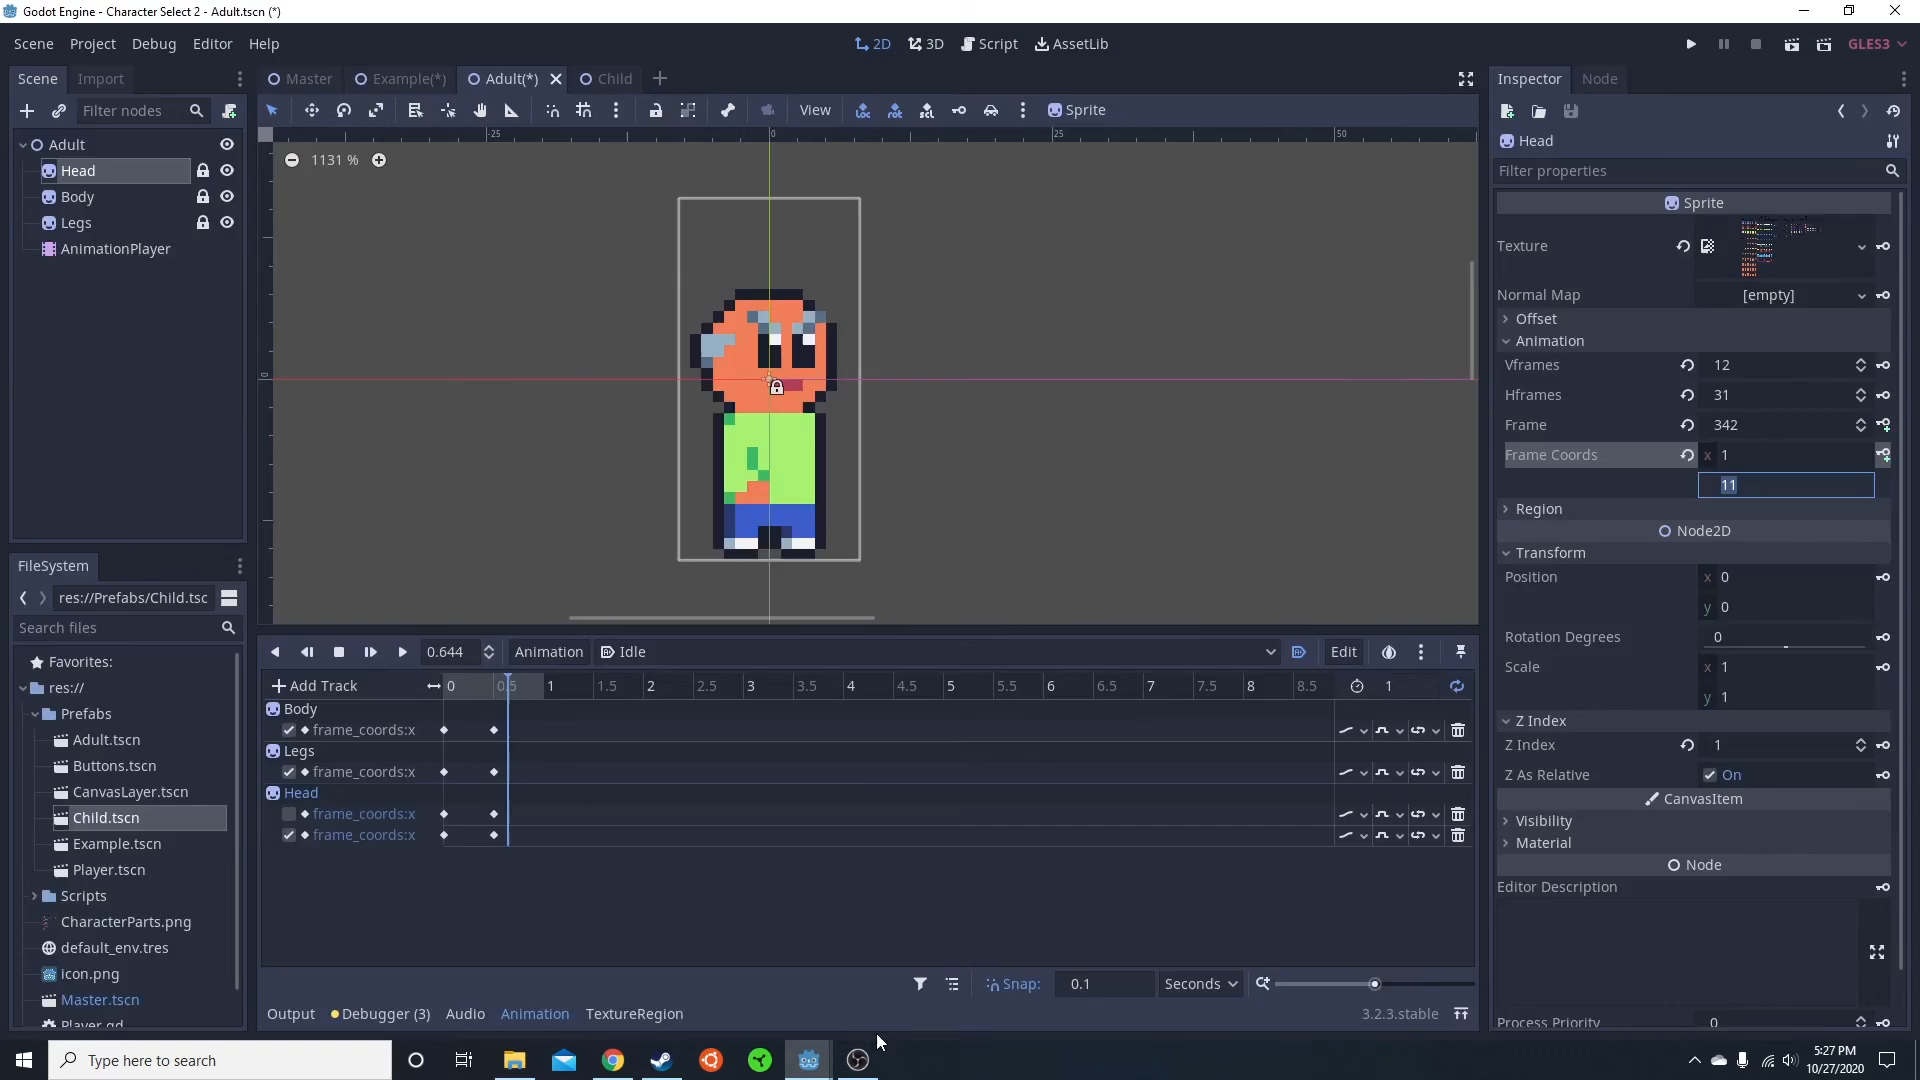 Godot Engine - Character Select 2 - Adult.tscn (*)
Scene Project Debug Editor Help
2D 3D Script AssetLib
GLES3
Scene Import
Filter nodes
Adult
Head
Body
Legs
AnimationPlayer
FileSystem
res://Prefabs/Child.tsc
Search files
Favorites:
res://
Prefabs
Adult.tscn
Buttons.tscn
CanvasLayer.tscn
Child.tscn
Example.tscn
Player.tscn
Scripts
CharacterParts.png
default_env.tres
icon.png
Master.tscn
Player.gd
Master Example(*) Adult(*) Child
View Sprite
-25 0 25 50
1131 %
0
0.644 Animation Idle Edit
Add Track 0 0.5 1 1.5 2 2.5 3 3.5 4 4.5 5 5.5 6 6.5 7 7.5 8 8.5 1
Body
frame_coords:x
Legs
frame_coords:x
Head
frame_coords:x
frame_coords:x
Snap: 0.1 Seconds
Output Debugger (3) Audio Animation TextureRegion 3.2.3.stable
Inspector Node
Head
Filter properties
Sprite
Texture
Normal Map [empty]
Offset
Animation
Vframes 12
Hframes 31
Frame 342
Frame Coords x 1
11
Region
Node2D
Transform
Position x 0
y 0
Rotation Degrees 0
Scale x 1
y 1
Z Index
Z Index 1
Z As Relative On
CanvasItem
Visibility
Material
Node
Editor Description
Process Priority 0
Type here to search
5:27 PM
10/27/2020